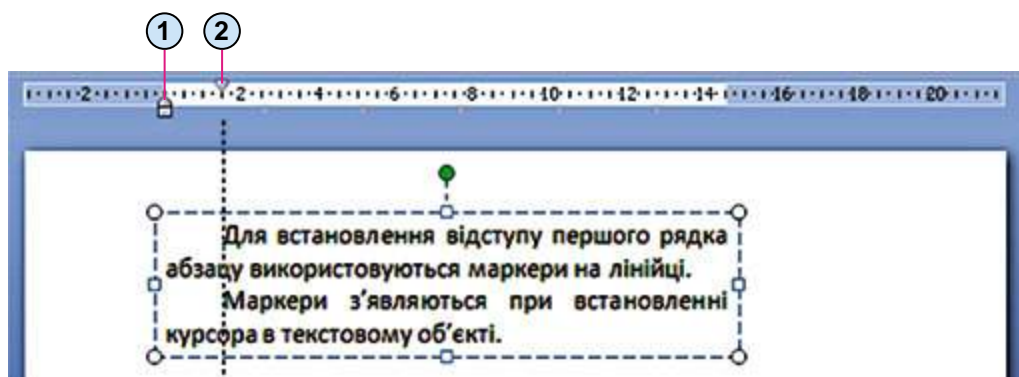 1 2
2 2 4 6 8 10 12 14 16 18 20
Для встановлення відступу першого рядка
абзацу використовуються маркери на лінійці.
Маркери з’являються при встановленні
курсора в текстовому об’єкті.